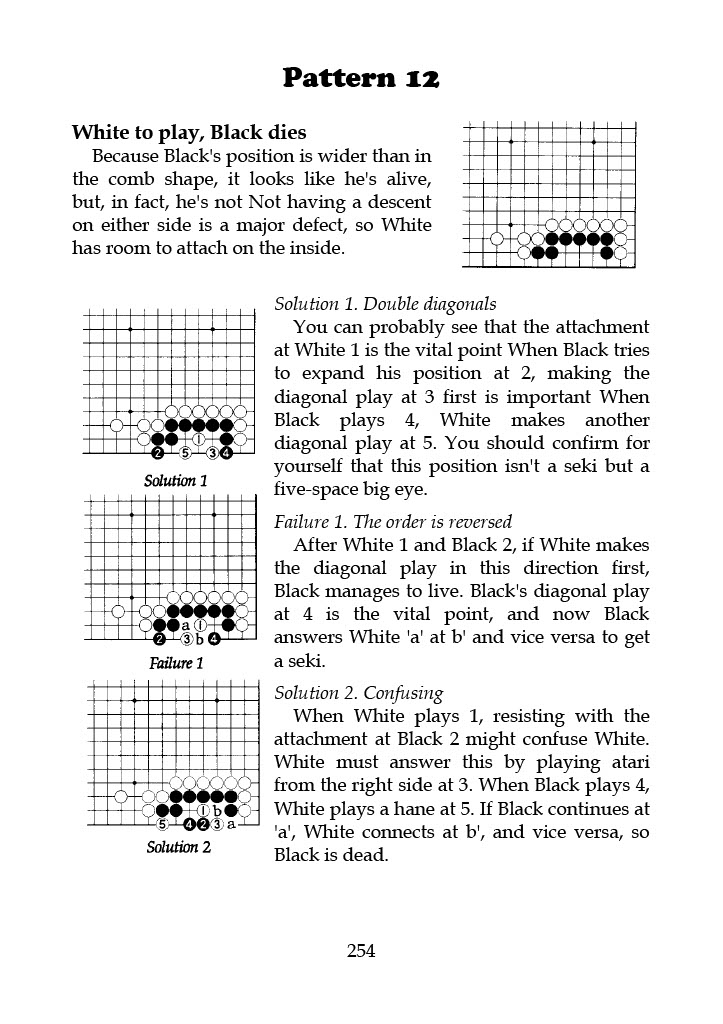 Pattern 12
White to play, Black dies
Because Black's position is wider than in
the comb shape, it looks like he's alive,
but, in fact, he's not Not having a descent
on either side is a major defect, so White
has room to attach on the inside.
Solution 1. Double diagonals
You can probably see that the attachment
at White 1 is the vital point When Black tries
to expand his position at 2, making the
diagonal play at 3 first is important When
Black plays 4, White makes another
diagonal play at 5. You should confirm for
yourself that this position isn't a seki but a
five-space big eye.
1
2 5 3 4
Solution 1
Failure 1. The order is reversed
After White 1 and Black 2, if White makes
the diagonal play in this direction first,
Black manages to live. Black's diagonal play
at 4 is the vital point, and now Black
answers White 'a' at b' and vice versa to get
a seki.
a 1
2 3 b 4
Failure 1
Solution 2. Confusing
When White plays 1, resisting with the
attachment at Black 2 might confuse White.
White must answer this by playing atari
from the right side at 3. When Black plays 4,
White plays a hane at 5. If Black continues at
'a', White connects at b', and vice versa, so
Black is dead.
1 b
5 4 2 3 a
Solution 2
254